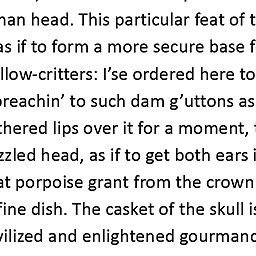 man head. This particular feat of t
as if to form a more secure base f
llow-critters: I’se ordered here to
preachin’ to such dam g’uttons as
thered lips over it for a moment,
zzled head, as if to get both ears i
at porpoise grant from the crown
fine dish. The casket of the skull is
vilized and enlightened gourmand